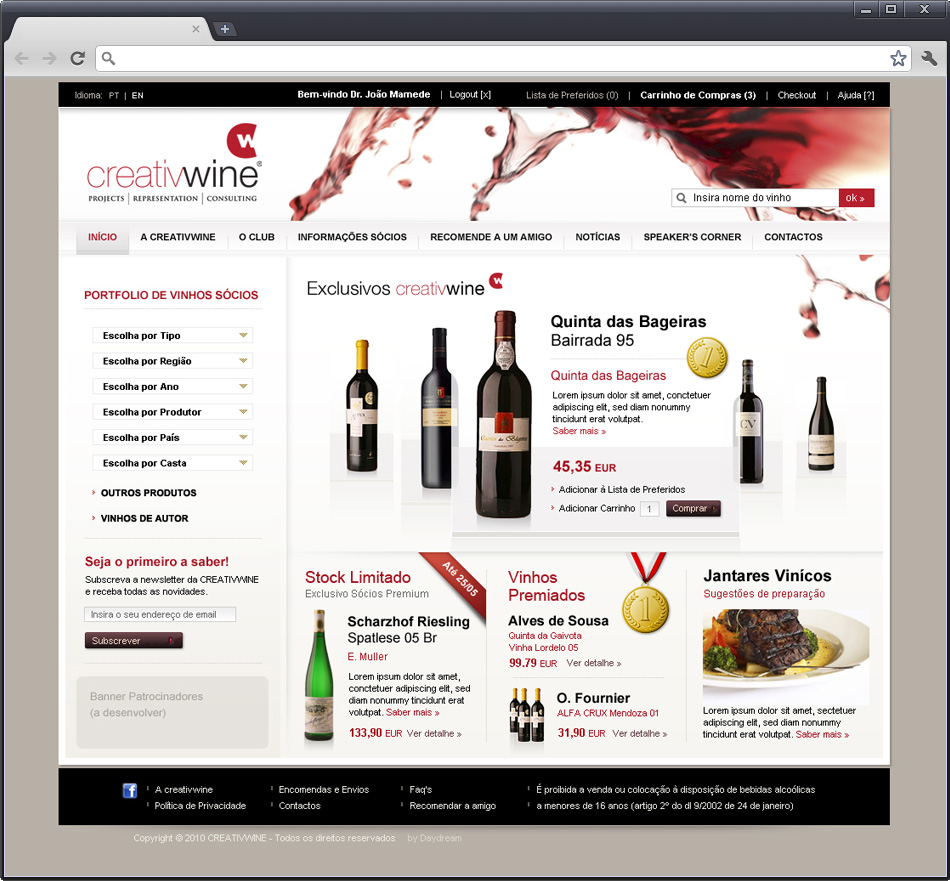 Idioma: PT | EN
Bem-vindo Dr. João Mamede | Logout [x]
Lista de Preferidos (0) | Carrinho de Compras (3) | Checkout | Ajuda [?]
w
creativwine®
PROJECTS | REPRESENTATION | CONSULTING
Insira nome do vinho
ok »
INÍCIO
A CREATIVWINE
O CLUB
INFORMAÇÕES SÓCIOS
RECOMENDE A UM AMIGO
NOTÍCIAS
SPEAKER'S CORNER
CONTACTOS
PORTFOLIO DE VINHOS SÓCIOS
Escolha por Tipo
Escolha por Região
Escolha por Ano
Escolha por Produtor
Escolha por País
Escolha por Casta
OUTROS PRODUTOS
VINHOS DE AUTOR
Seja o primeiro a saber!
Subscreva a newsletter da CREATIVWINE
e receba todas as novidades.
Insira o seu endereço de email
Subscrever
Banner Patrocinadores
(a desenvolver)
Exclusivos creativwine w
Quinta das Bageiras
Bairrada 95
1
Quinta das Bageiras
Lorem ipsum dolor sit amet, conctetuer
adipiscing elit, sed diam nonummy
tincidunt erat volutpat.
Saber mais »
45,35 EUR
Adicionar à Lista de Preferidos
Adicionar Carrinho 1 Comprar
Quinta das Bageiras
CV
Stock Limitado
Exclusivo Sócios Premium
Até 25/05
Scharzhof Riesling
Spatlese 05 Br
E. Muller
Lorem ipsum dolor sit amet,
conctetuer adipiscing elit, sed
diam nonummy tincidunt erat
volutpat. Saber mais »
133,90 EUR Ver detalhe »
Vinhos
Premiados
1
Alves de Sousa
Quinta da Gaivota
Vinha Lordelo 05
99.79 EUR Ver detalhe »
O. Fournier
ALFA CRUX Mendoza 01
31,90 EUR Ver detalhe »
Jantares Vinícos
Sugestões de preparação
Lorem ipsum dolor sit amet, sectetuer
adipiscing elit, sed diam nonummy
tincidunt volutpat. Saber mais »
f
A creativwine
Política de Privacidade
Encomendas e Envios
Contactos
Faq's
Recomendar a amigo
É proibida a venda ou colocação à disposição de bebidas alcoólicas
a menores de 16 anos (artigo 2º do dl 9/2002 de 24 de janeiro)
Copyright © 2010 CREATIVWINE - Todos os direitos reservados by Daydream